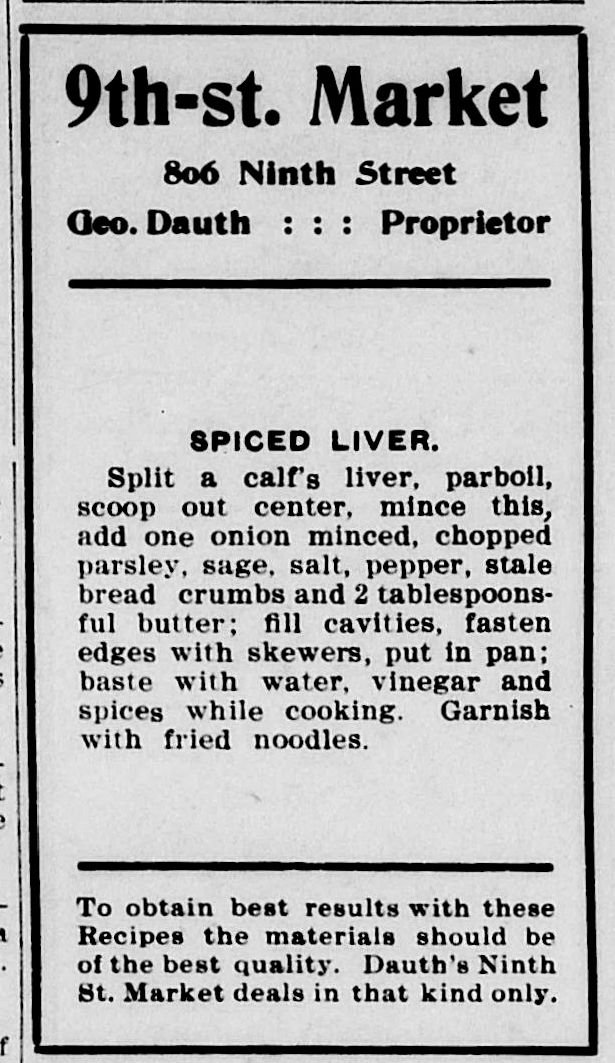 9th-st. Market
806 Ninth Street
Geo. Dauth : : : Proprietor
SPICED LIVER.
Split a calf's liver, parboil,
scoop out center, mince this,
add one onion minced, chopped
parsley, sage, salt, pepper, stale
bread crumbs and 2 tablespoons-
ful butter; fill cavities, fasten
edges with skewers, put in pan;
baste with water, vinegar and
spices while cooking. Garnish
with fried noodles.
To obtain best results with these
Recipes the materials should be
of the best quality. Dauth's Ninth
St. Market deals in that kind only.